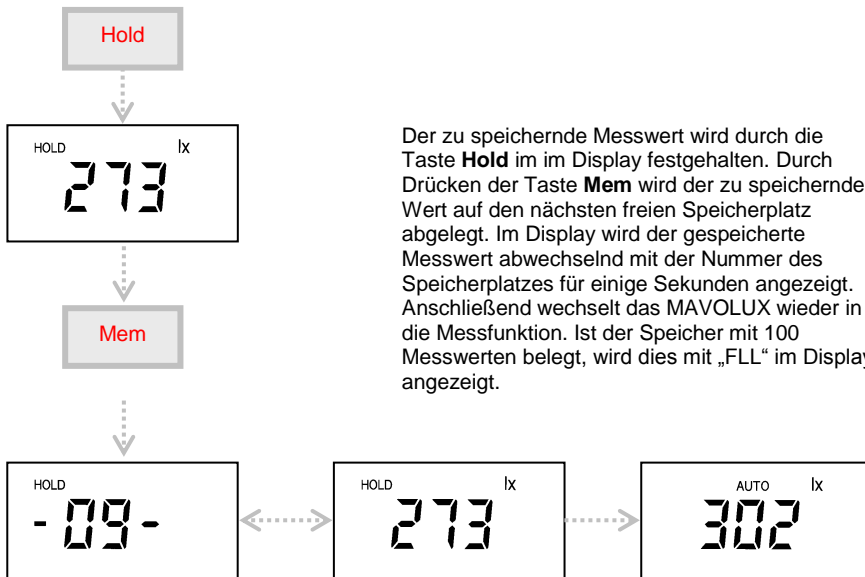 Hold
HOLD lx
273
Der zu speichernde Messwert wird durch die
Taste Hold im im Display festgehalten. Durch
Drücken der Taste Mem wird der zu speichernde
Wert auf den nächsten freien Speicherplatz
abgelegt. Im Display wird der gespeicherte
Messwert abwechselnd mit der Nummer des
Speicherplatzes für einige Sekunden angezeigt.
Anschließend wechselt das MAVOLUX wieder in
die Messfunktion. Ist der Speicher mit 100
Messwerten belegt, wird dies mit „FLL“ im Display
angezeigt.
Mem
HOLD
-09-
HOLD lx
273
AUTO lx
302